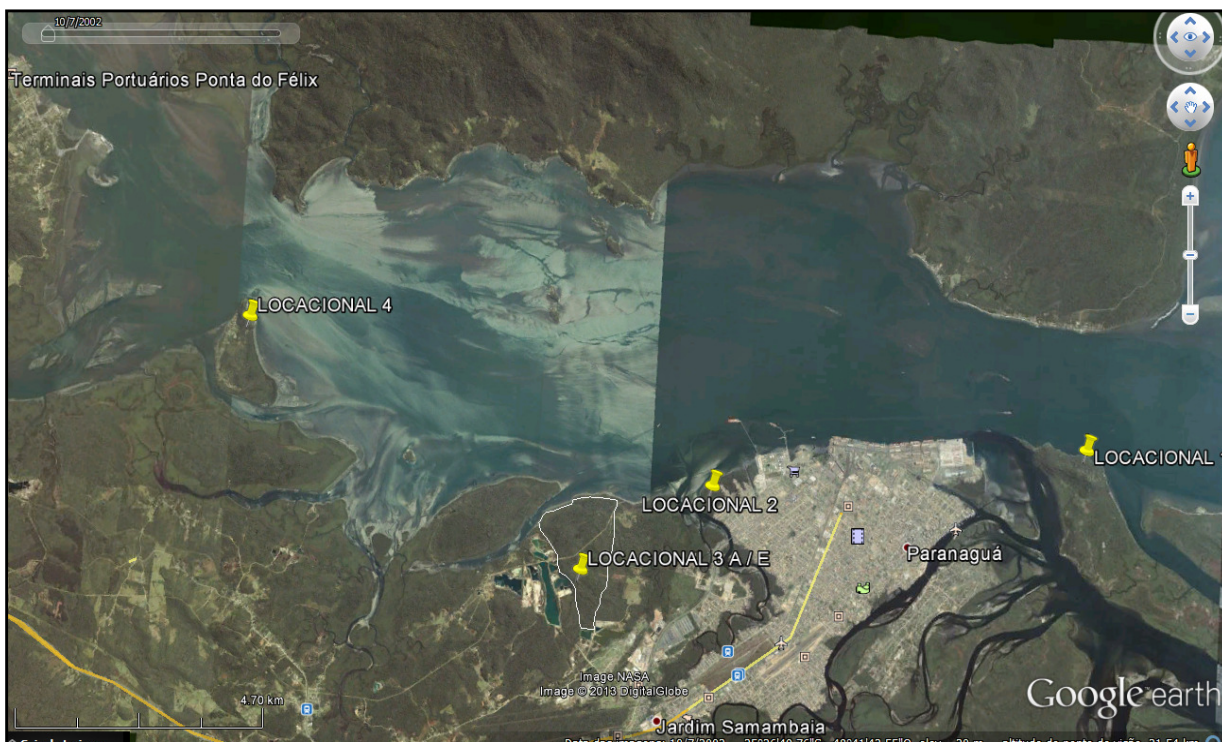 10/7/2002
Terminais Portuários Ponta do Félix
LOCACIONAL 4
LOCACIONAL
LOCACIONAL 2
LOCACIONAL 3 A / E
Paranaguá
Image NASA
Image © 2013 DigitalGlobe
4.70 km
Google earth
Jardim Samambaia